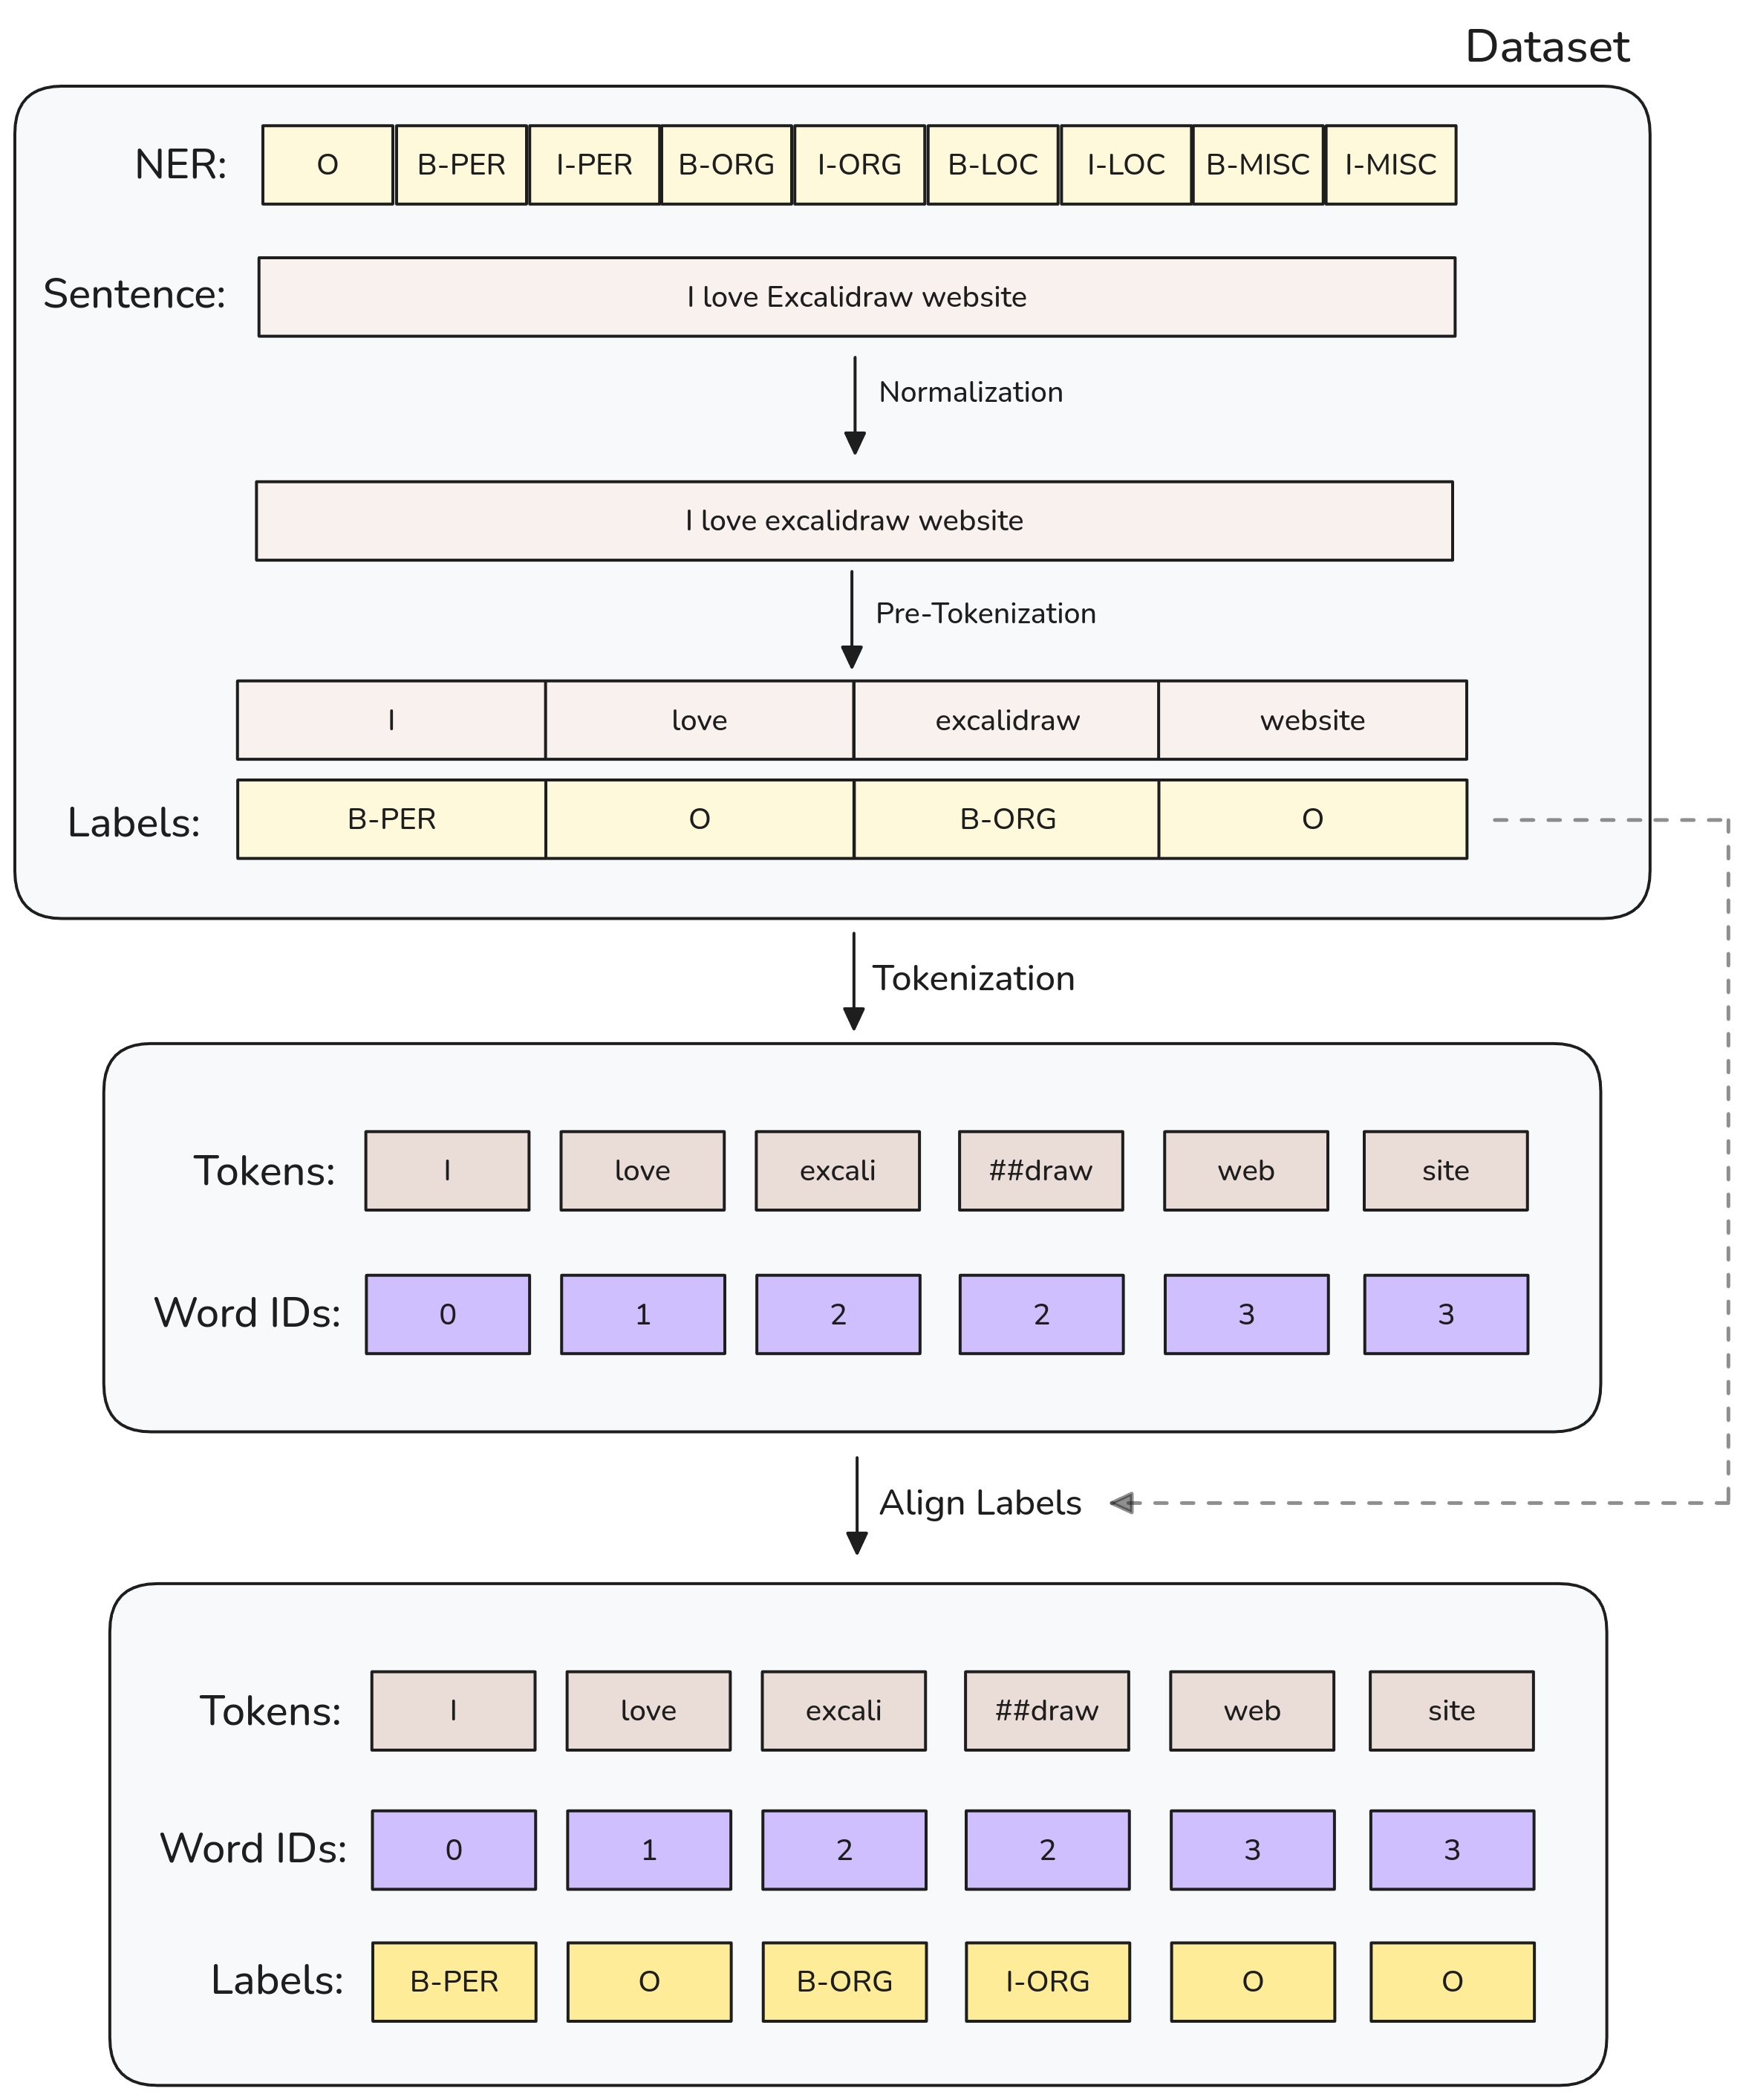 Dataset
NER: O B-PER I-PER B-ORG I-ORG B-LOC I-LOC B-MISC I-MISC
Sentence: I love Excalidraw website
Normalization
I love excalidraw website
Pre-Tokenization
I love excalidraw website
Labels: B-PER O B-ORG O
Tokenization
Tokens: I love excali ##draw web site
Word IDs: 0 1 2 2 3 3
Align Labels
Tokens: I love excali ##draw web site
Word IDs: 0 1 2 2 3 3
Labels: B-PER O B-ORG I-ORG O O